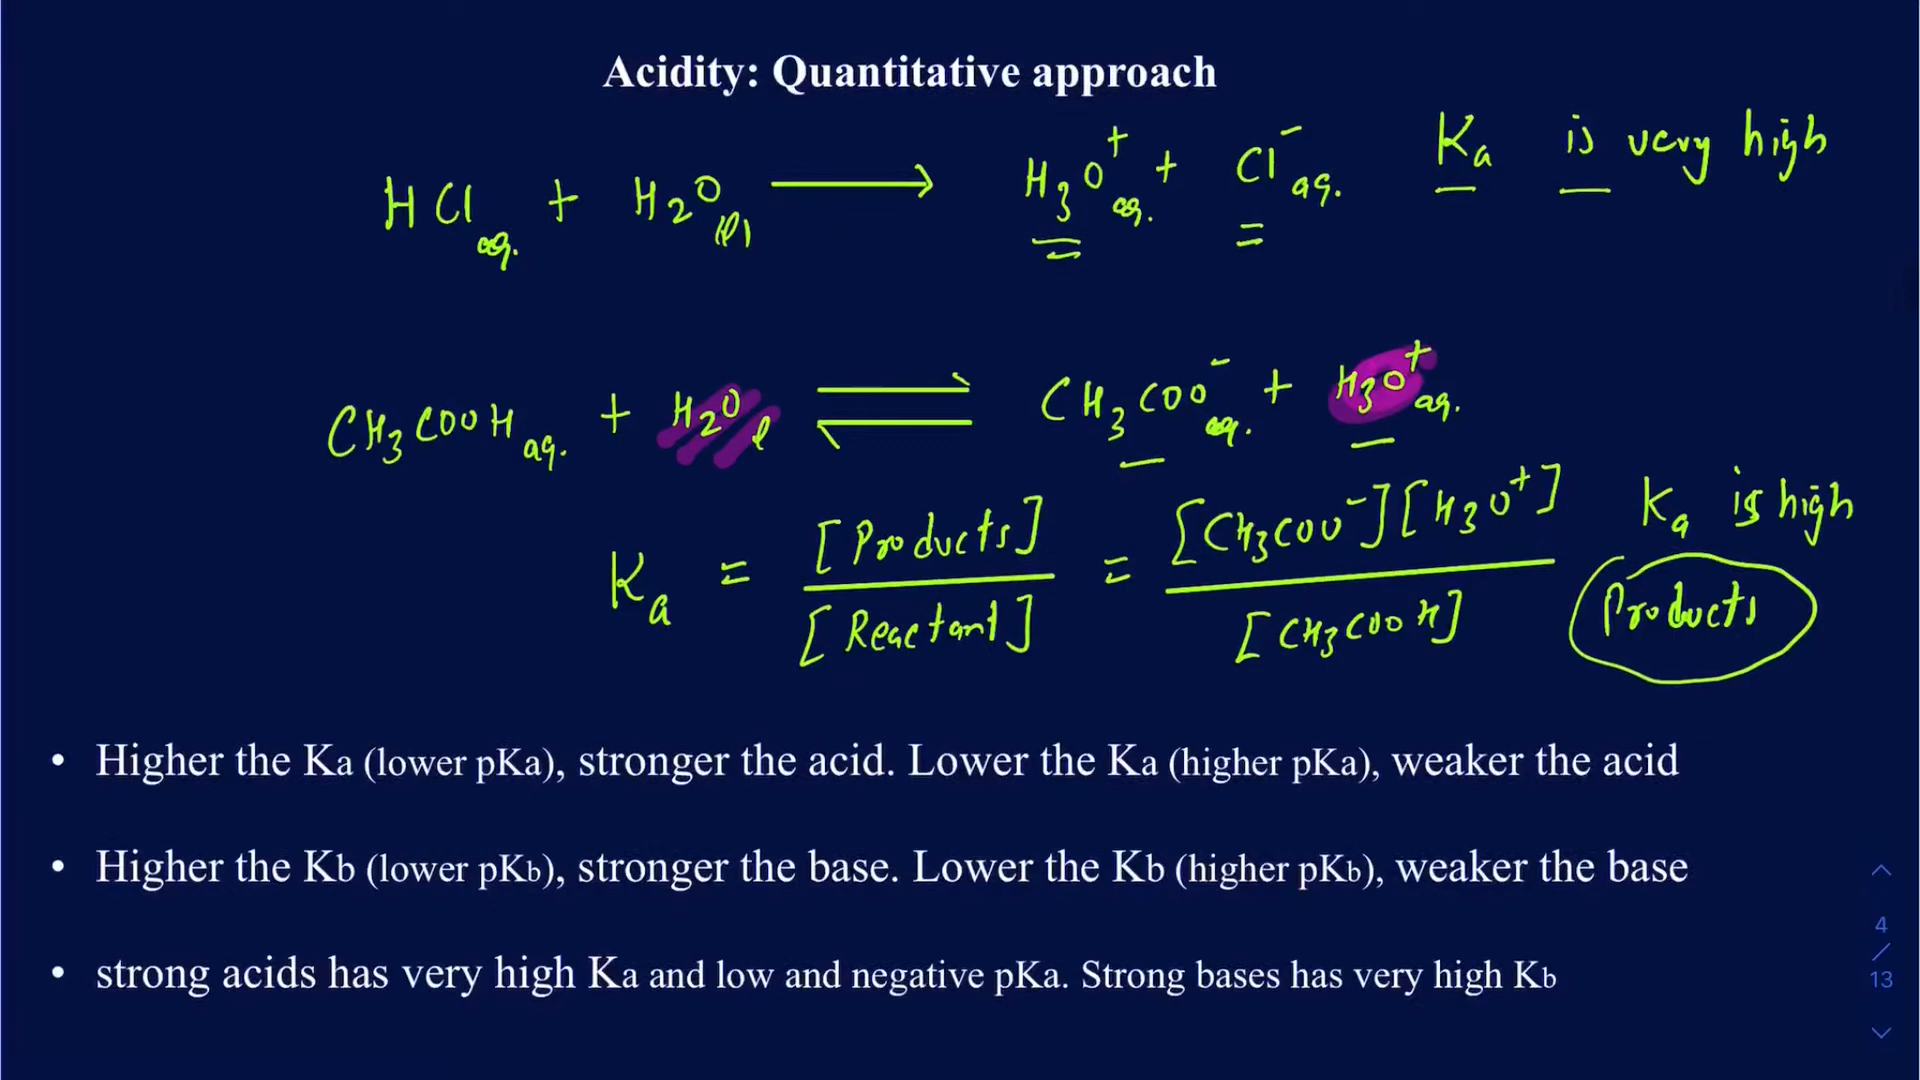 Acidity: Quantitative approach
HCl aq. + H2O (l) ⟶ H3O+ aq. + Cl- aq. Ka is very high
CH3COOH aq. + H2O l ⇌ CH3COO- aq. + H3O+ aq.
Ka = [Products] / [Reactant] = [CH3COO-][H3O+] / [CH3COOH]
Ka is high
Products
• Higher the Ka (lower pKa), stronger the acid. Lower the Ka (higher pKa), weaker the acid
• Higher the Kb (lower pKb), stronger the base. Lower the Kb (higher pKb), weaker the base
• strong acids has very high Ka and low and negative pKa. Strong bases has very high Kb
4
/
13